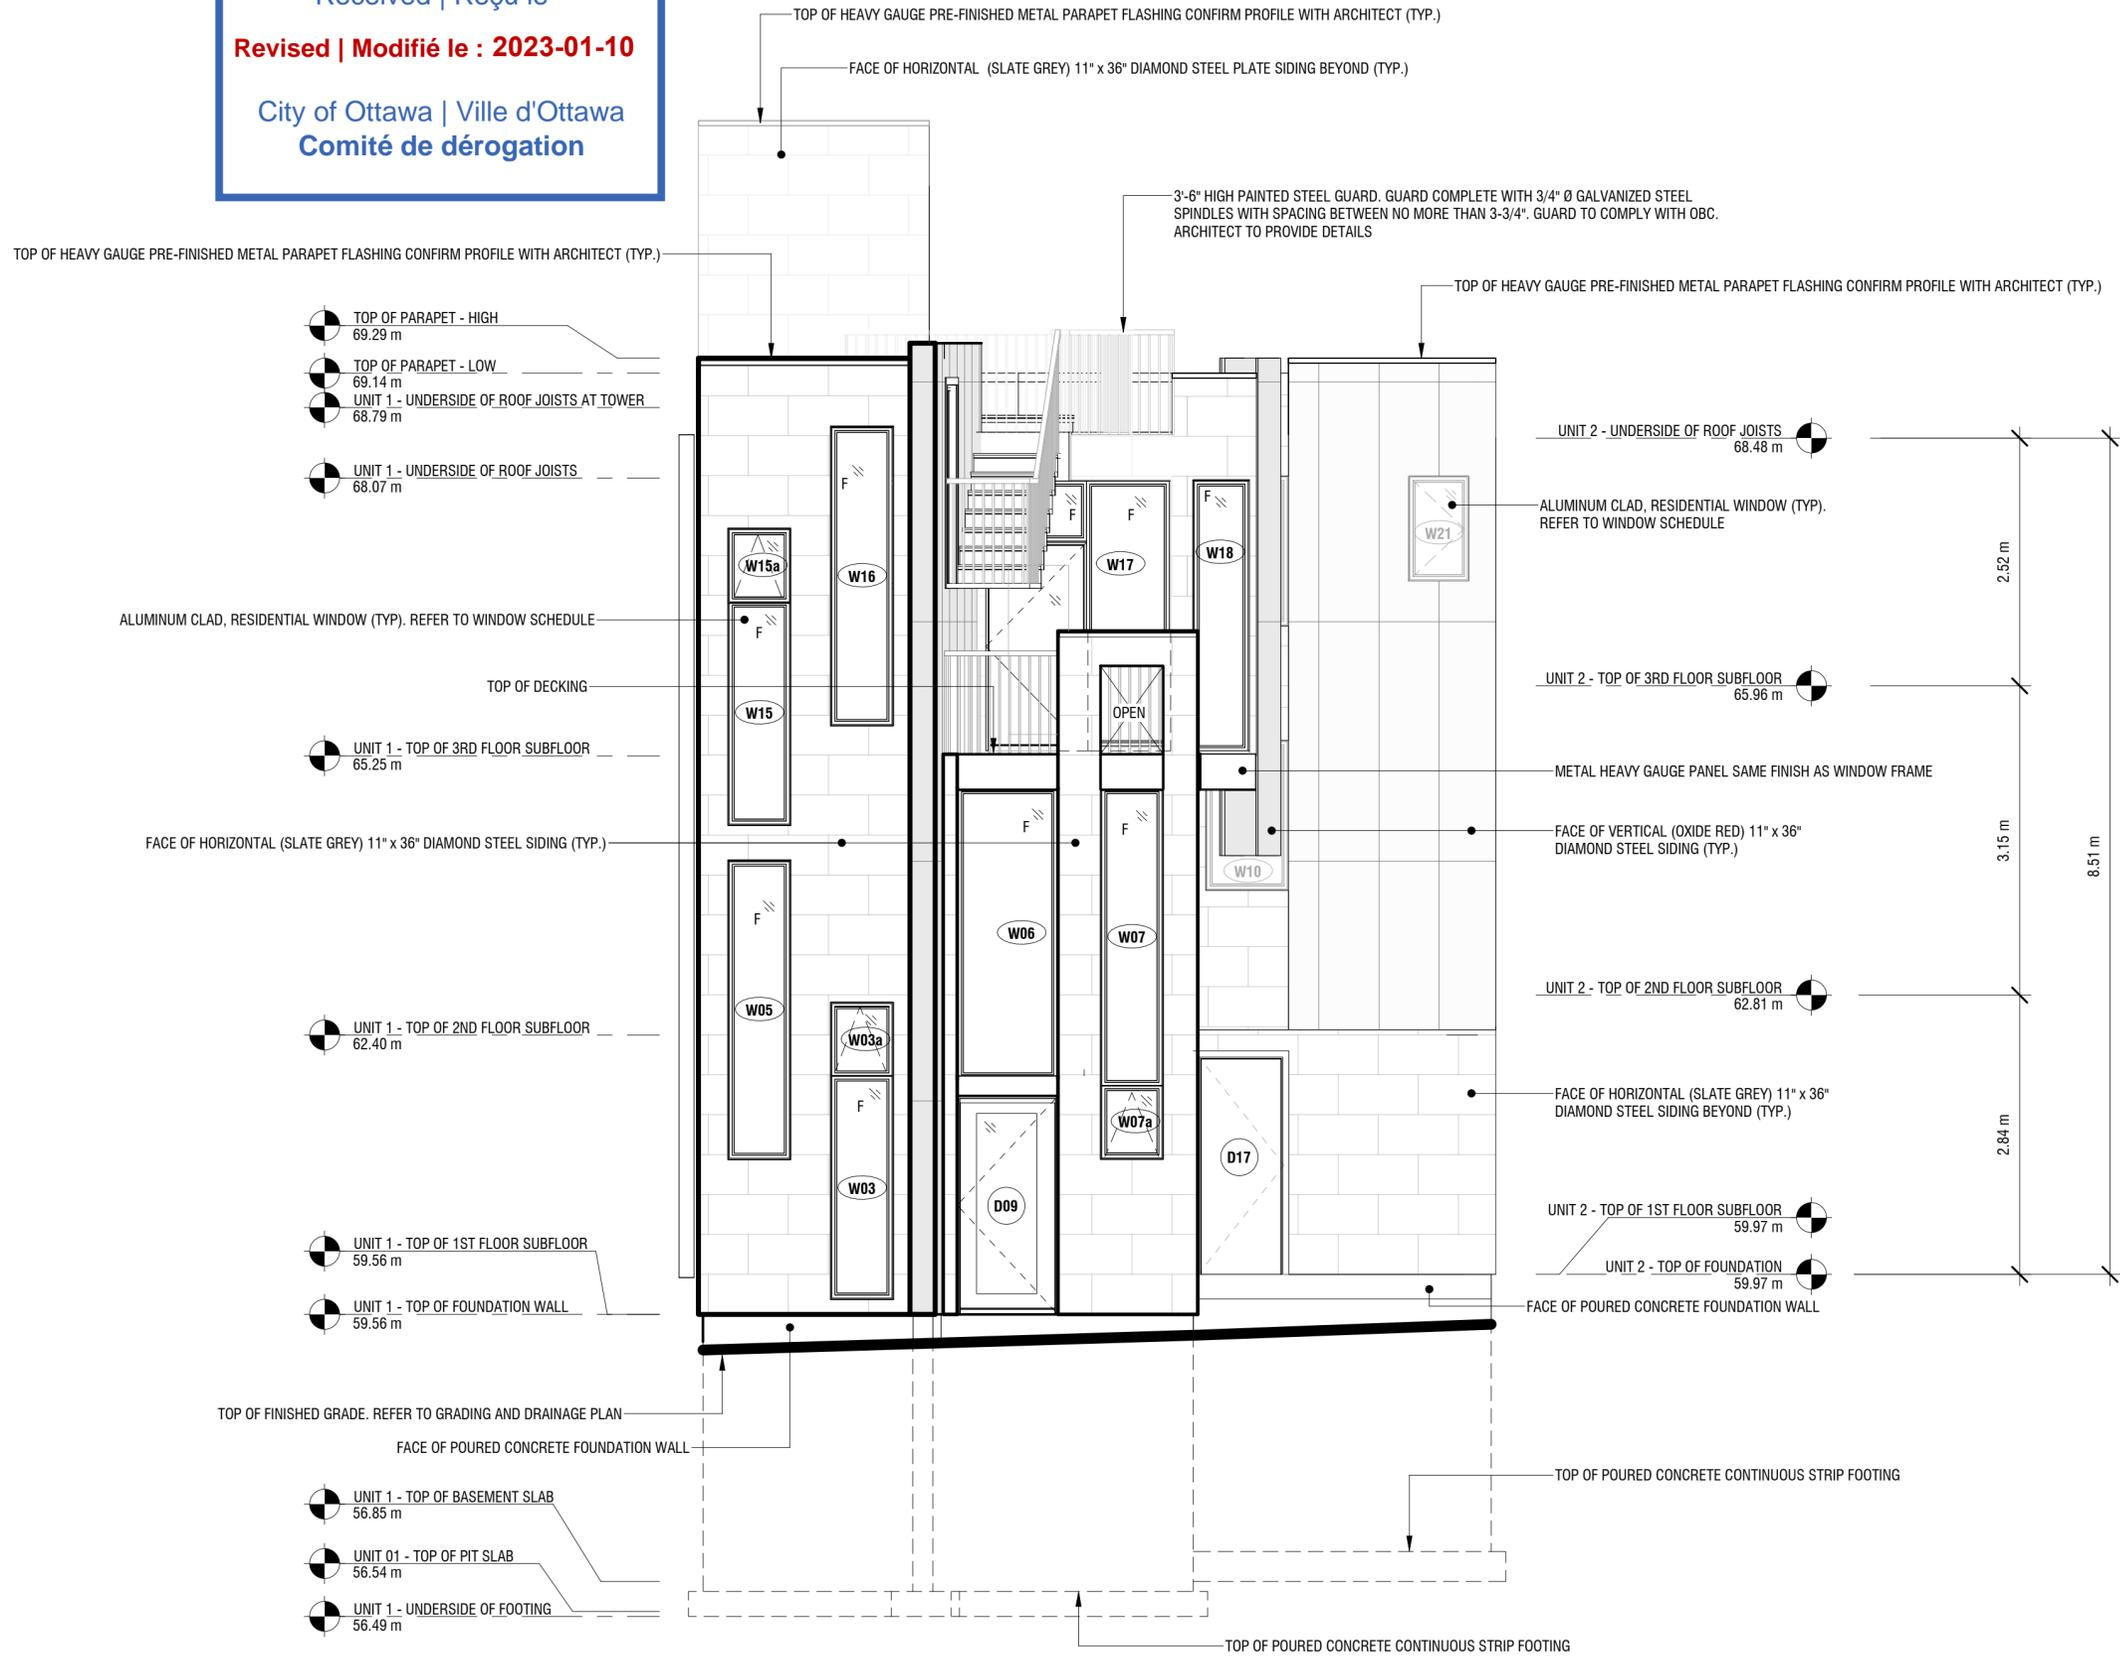 Received | Reçu le
Revised | Modifié le : 2023-01-10
City of Ottawa | Ville d'Ottawa
Comité de dérogation
TOP OF HEAVY GAUGE PRE-FINISHED METAL PARAPET FLASHING CONFIRM PROFILE WITH ARCHITECT (TYP.)
FACE OF HORIZONTAL (SLATE GREY) 11" x 36" DIAMOND STEEL PLATE SIDING BEYOND (TYP.)
3'-6" HIGH PAINTED STEEL GUARD. GUARD COMPLETE WITH 3/4" Ø GALVANIZED STEEL
SPINDLES WITH SPACING BETWEEN NO MORE THAN 3-3/4". GUARD TO COMPLY WITH OBC.
ARCHITECT TO PROVIDE DETAILS
TOP OF HEAVY GAUGE PRE-FINISHED METAL PARAPET FLASHING CONFIRM PROFILE WITH ARCHITECT (TYP.)
TOP OF HEAVY GAUGE PRE-FINISHED METAL PARAPET FLASHING CONFIRM PROFILE WITH ARCHITECT (TYP.)
TOP OF PARAPET - HIGH
69.29 m
TOP OF PARAPET - LOW
69.14 m
UNIT 1 - UNDERSIDE OF ROOF JOISTS AT TOWER
68.79 m
UNIT 1 - UNDERSIDE OF ROOF JOISTS
68.07 m
ALUMINUM CLAD, RESIDENTIAL WINDOW (TYP). REFER TO WINDOW SCHEDULE
TOP OF DECKING
UNIT 1 - TOP OF 3RD FLOOR SUBFLOOR
65.25 m
FACE OF HORIZONTAL (SLATE GREY) 11" x 36" DIAMOND STEEL SIDING (TYP.)
UNIT 1 - TOP OF 2ND FLOOR SUBFLOOR
62.40 m
UNIT 1 - TOP OF 1ST FLOOR SUBFLOOR
59.56 m
UNIT 1 - TOP OF FOUNDATION WALL
59.56 m
TOP OF FINISHED GRADE. REFER TO GRADING AND DRAINAGE PLAN
FACE OF POURED CONCRETE FOUNDATION WALL
UNIT 1 - TOP OF BASEMENT SLAB
56.85 m
UNIT 01 - TOP OF PIT SLAB
56.54 m
UNIT 1 - UNDERSIDE OF FOOTING
56.49 m
F
W16
W15a
F
W15
F
W05
W03a
F
W03
F
F
W17
F
W18
W21
OPEN
F
W06
F
W07
W07a
D09
W10
D17
UNIT 2 - UNDERSIDE OF ROOF JOISTS
68.48 m
ALUMINUM CLAD, RESIDENTIAL WINDOW (TYP).
REFER TO WINDOW SCHEDULE
2.52 m
UNIT 2 - TOP OF 3RD FLOOR SUBFLOOR
65.96 m
METAL HEAVY GAUGE PANEL SAME FINISH AS WINDOW FRAME
FACE OF VERTICAL (OXIDE RED) 11" x 36"
DIAMOND STEEL SIDING (TYP.)
3.15 m
8.51 m
UNIT 2 - TOP OF 2ND FLOOR SUBFLOOR
62.81 m
FACE OF HORIZONTAL (SLATE GREY) 11" x 36"
DIAMOND STEEL SIDING BEYOND (TYP.)
2.84 m
UNIT 2 - TOP OF 1ST FLOOR SUBFLOOR
59.97 m
UNIT 2 - TOP OF FOUNDATION
59.97 m
FACE OF POURED CONCRETE FOUNDATION WALL
TOP OF POURED CONCRETE CONTINUOUS STRIP FOOTING
TOP OF POURED CONCRETE CONTINUOUS STRIP FOOTING